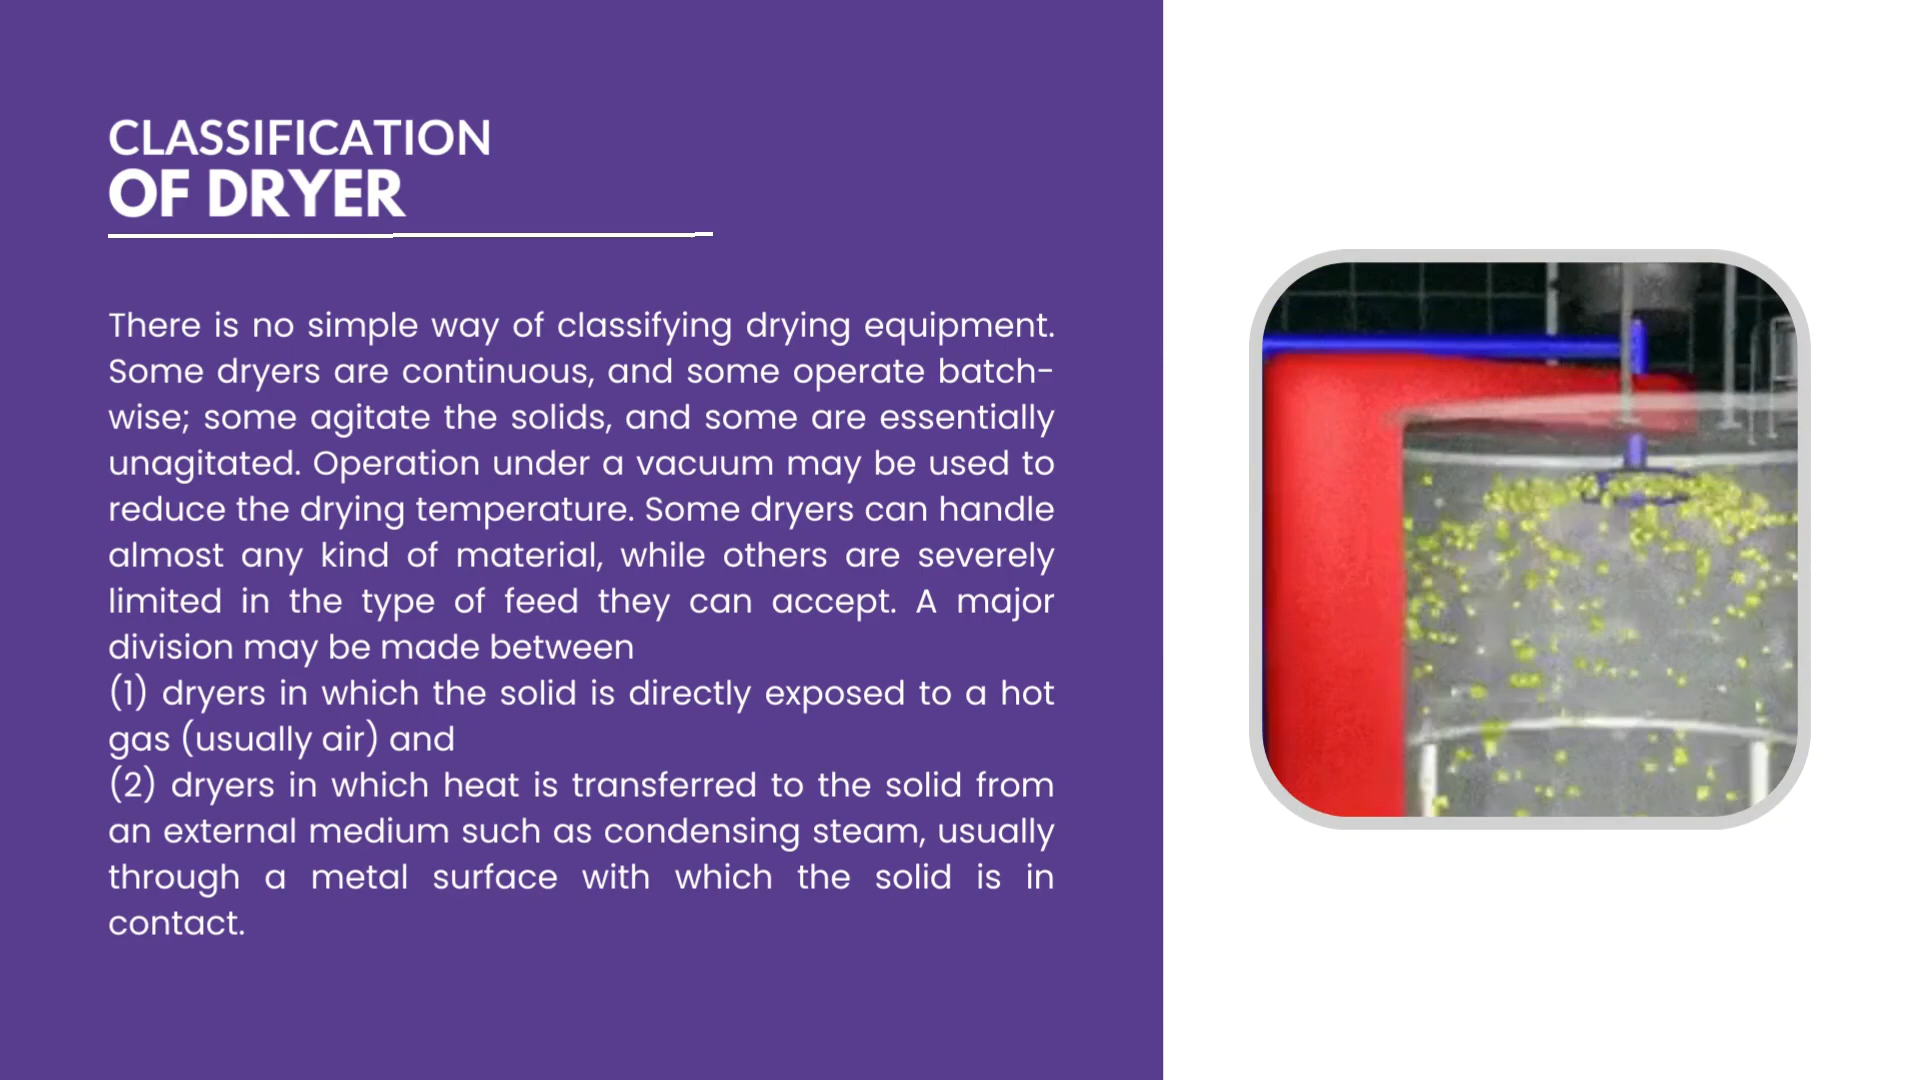 CLASSIFICATION
OF DRYER
There is no simple way of classifying drying equipment.
Some dryers are continuous, and some operate batch-
wise; some agitate the solids, and some are essentially
unagitated. Operation under a vacuum may be used to
reduce the drying temperature. Some dryers can handle
almost any kind of material, while others are severely
limited in the type of feed they can accept. A major
division may be made between
(1) dryers in which the solid is directly exposed to a hot
gas (usually air) and
(2) dryers in which heat is transferred to the solid from
an external medium such as condensing steam, usually
through a metal surface with which the solid is in
contact.